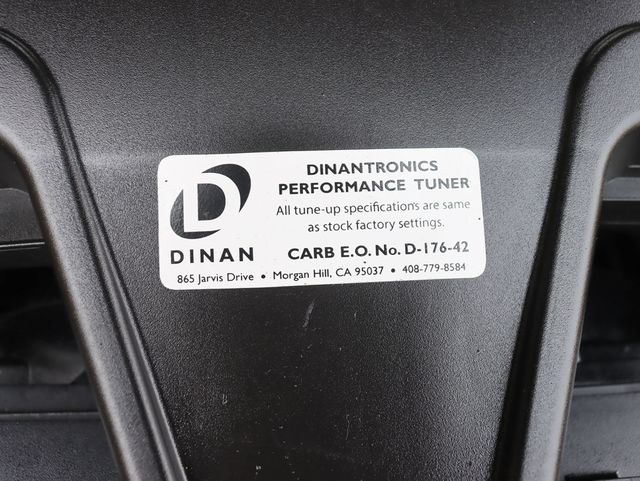 DINANTRONICS
PERFORMANCE TUNER
All tune-up specifications are same
as stock factory settings.
D
DINAN
CARB E.O. No. D-176-42
865 Jarvis Drive • Morgan Hill, CA 95037 • 408-779-8584